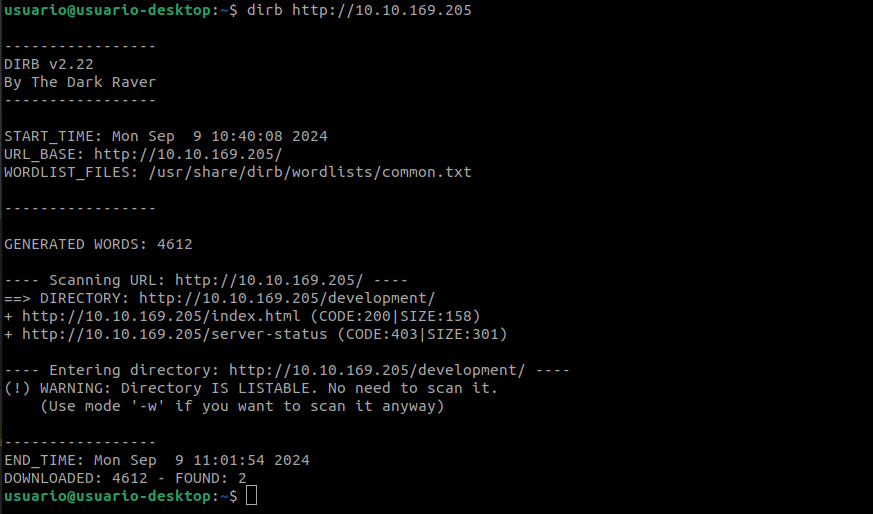 usuario@usuario-desktop:~$ dirb http://10.10.169.205
-----------------
DIRB v2.22
By The Dark Raver
-----------------
START_TIME: Mon Sep  9 10:40:08 2024
URL_BASE: http://10.10.169.205/
WORDLIST_FILES: /usr/share/dirb/wordlists/common.txt
-----------------
GENERATED WORDS: 4612
---- Scanning URL: http://10.10.169.205/ ----
==> DIRECTORY: http://10.10.169.205/development/
+ http://10.10.169.205/index.html (CODE:200|SIZE:158)
+ http://10.10.169.205/server-status (CODE:403|SIZE:301)
---- Entering directory: http://10.10.169.205/development/ ----
(!) WARNING: Directory IS LISTABLE. No need to scan it.
    (Use mode '-w' if you want to scan it anyway)
-----------------
END_TIME: Mon Sep  9 11:01:54 2024
DOWNLOADED: 4612 - FOUND: 2
usuario@usuario-desktop:~$